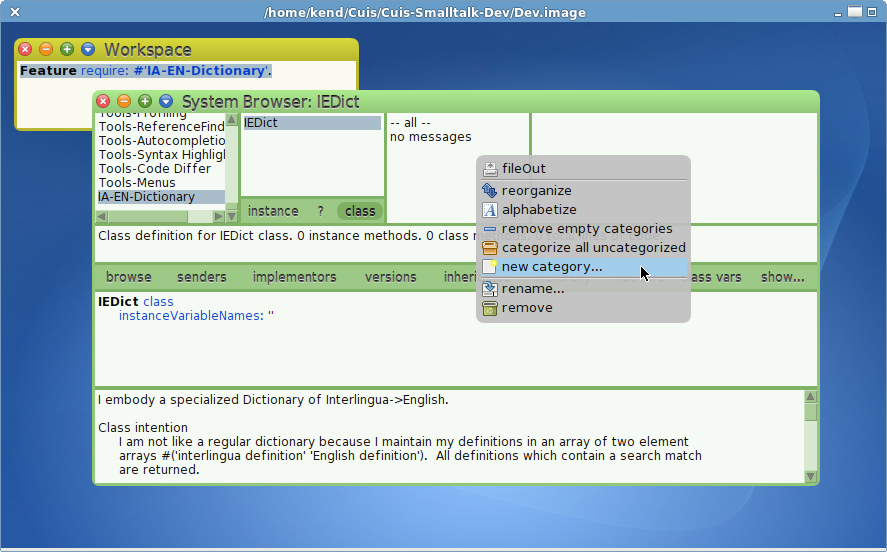 /home/kend/Cuis/Cuis-Smalltalk-Dev/Dev.image
Workspace
Feature require: #'IA-EN-Dictionary'.
System Browser: IEDict
Tools-Profiling
Tools-ReferenceFind
Tools-Autocompletio
Tools-Syntax Highligh
Tools-Code Differ
Tools-Menus
IA-EN-Dictionary
IEDict
instance ? class
-- all --
no messages
fileOut
reorganize
alphabetize
remove empty categories
categorize all uncategorized
new category...
rename...
remove
Class definition for IEDict class. 0 instance methods. 0 class
browse senders implementors versions inheri ass vars show...
IEDict class
instanceVariableNames: ''
I embody a specialized Dictionary of Interlingua->English.
Class intention
I am not like a regular dictionary because I maintain my definitions in an array of two element
arrays #('interlingua definition' 'English definition'). All definitions which contain a search match
are returned.